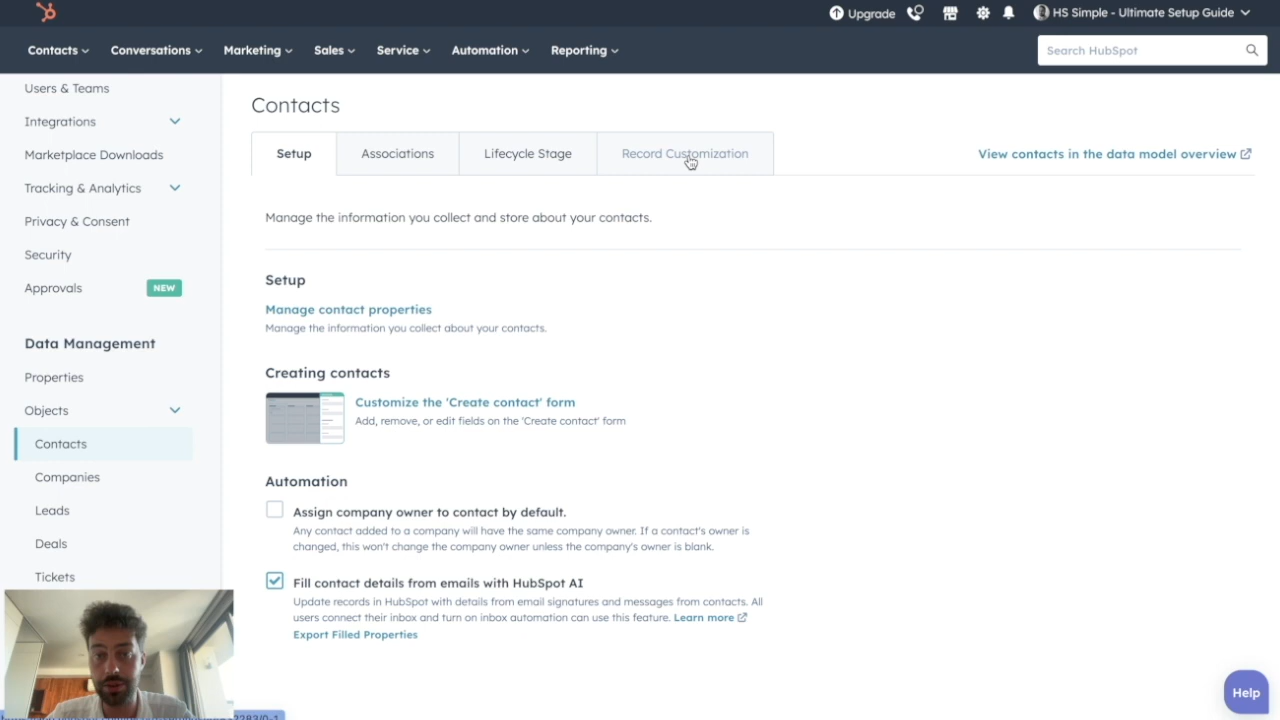 Upgrade
HS Simple - Ultimate Setup Guide
Contacts
Conversations
Marketing
Sales
Service
Automation
Reporting
Search HubSpot
Users & Teams
Integrations
Marketplace Downloads
Tracking & Analytics
Privacy & Consent
Security
Approvals
NEW
Data Management
Properties
Objects
Contacts
Companies
Leads
Deals
Tickets
Contacts
Setup
Associations
Lifecycle Stage
Record Customization
View contacts in the data model overview
Manage the information you collect and store about your contacts.
Setup
Manage contact properties
Manage the information you collect about your contacts.
Creating contacts
Customize the 'Create contact' form
Add, remove, or edit fields on the 'Create contact' form
Automation
Assign company owner to contact by default.
Any contact added to a company will have the same company owner. If a contact's owner is
changed, this won't change the company owner unless the company's owner is blank.
Fill contact details from emails with HubSpot AI
Update records in HubSpot with details from email signatures and messages from contacts. All
users connect their inbox and turn on inbox automation can use this feature. Learn more
Export Filled Properties
Help